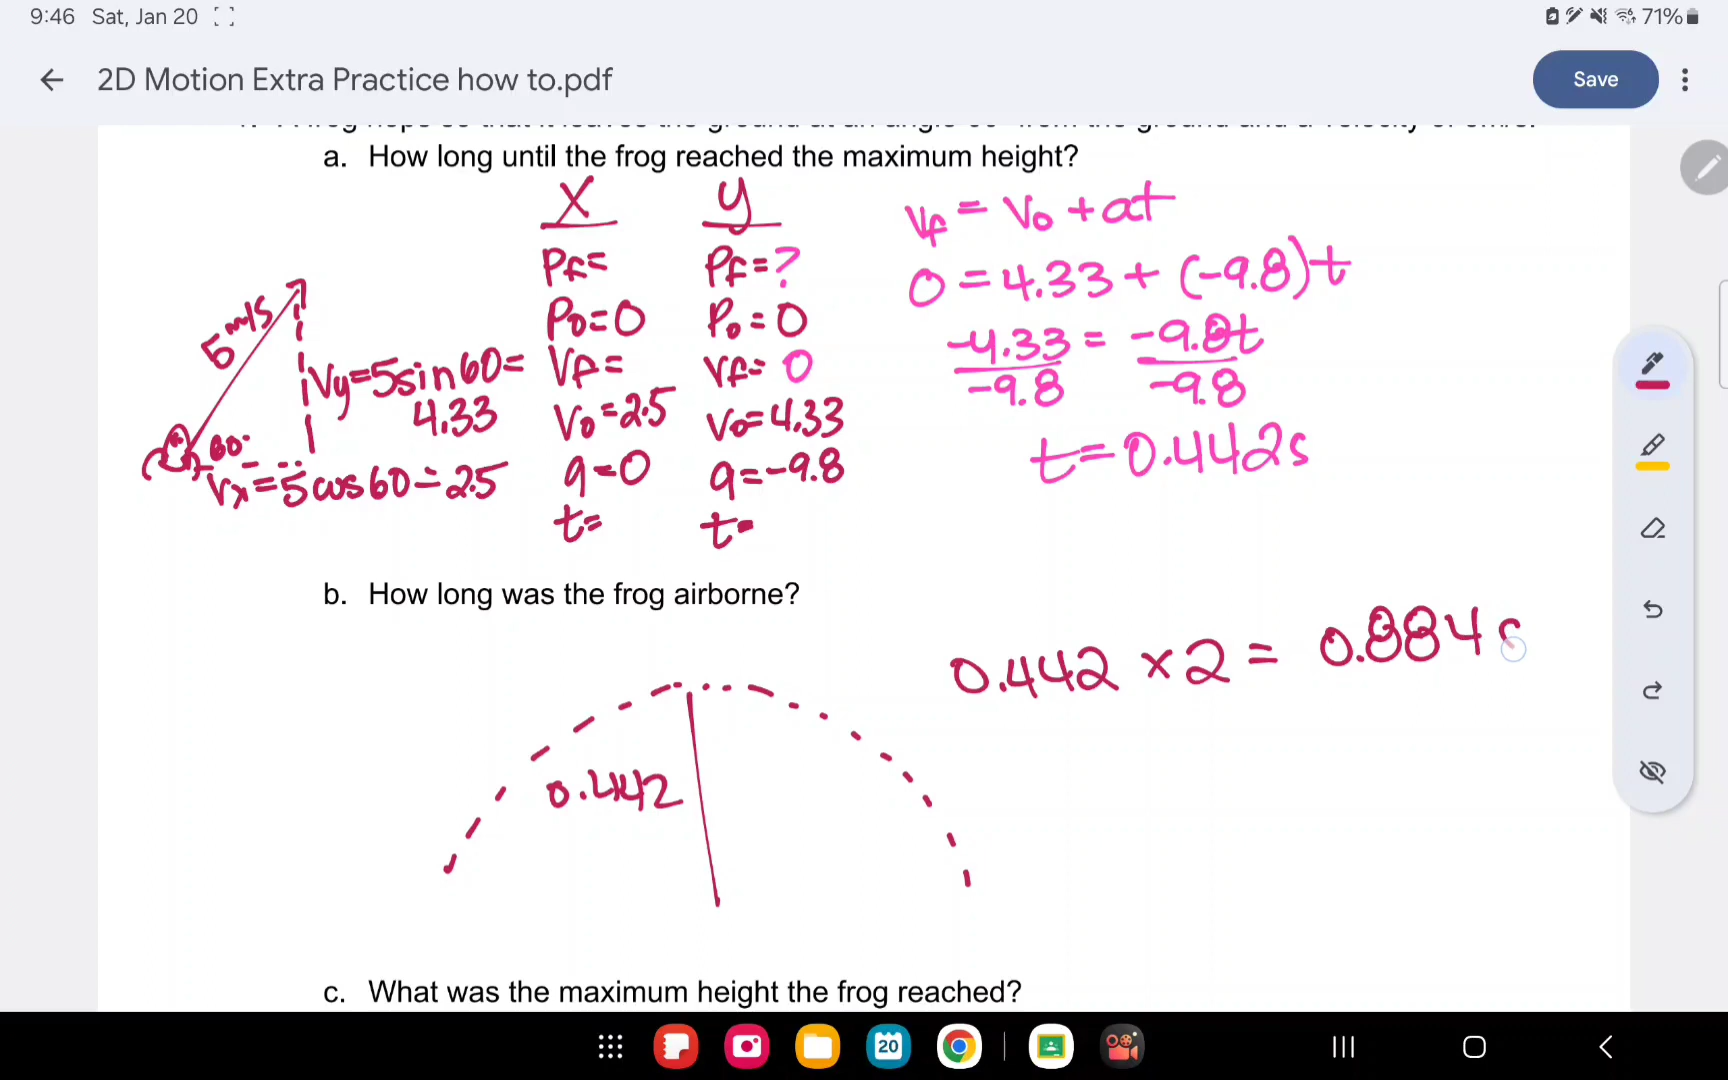 9:46 Sat, Jan 20
71%
2D Motion Extra Practice how to.pdf
Save
a. How long until the frog reached the maximum height?
x y
Pf= Pf=?
Po=0 Po=0
Vf= Vf=0
Vo=2.5 Vo=4.33
a=0 a=-9.8
t= t=
5 m/s
Vy=5sin60=
4.33
60°
Vx=5cos60=2.5
Vf = Vo + at
0 = 4.33 + (-9.8)t
-4.33 = -9.8t
-9.8 -9.8
t=0.442s
b. How long was the frog airborne?
0.442 x 2 = 0.884 s
0.442
c. What was the maximum height the frog reached?
20